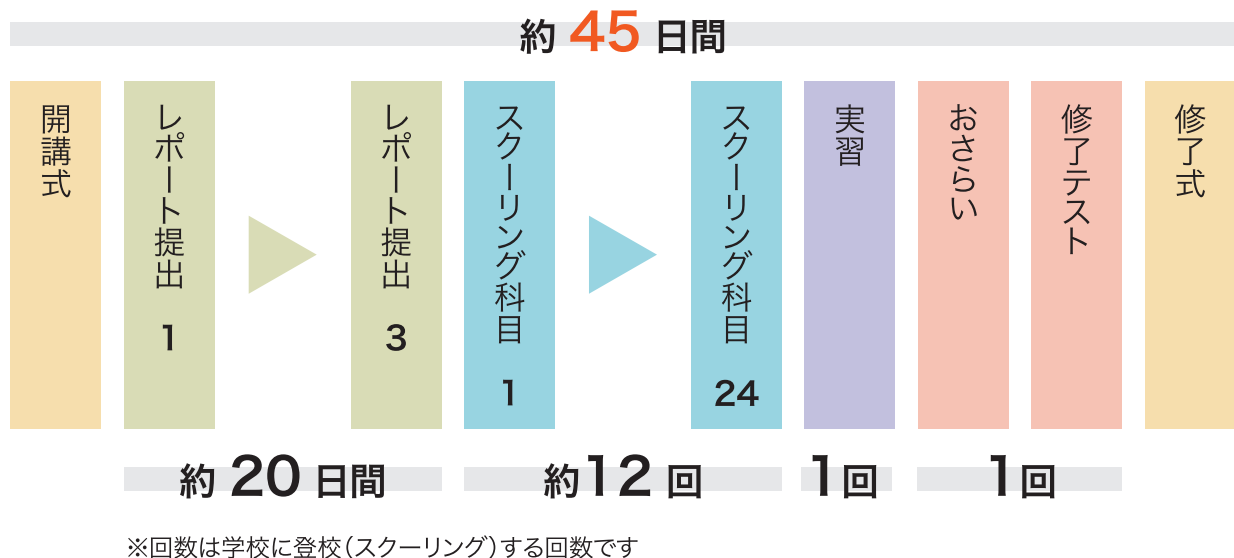 約 45 日間
開講式
レポート提出 1
レポート提出 3
スクーリング科目 1
スクーリング科目 24
実習
おさらい
修了テスト
修了式
約 20 日間
約12 回
1回
1回
※回数は学校に登校（スクーリング）する回数です